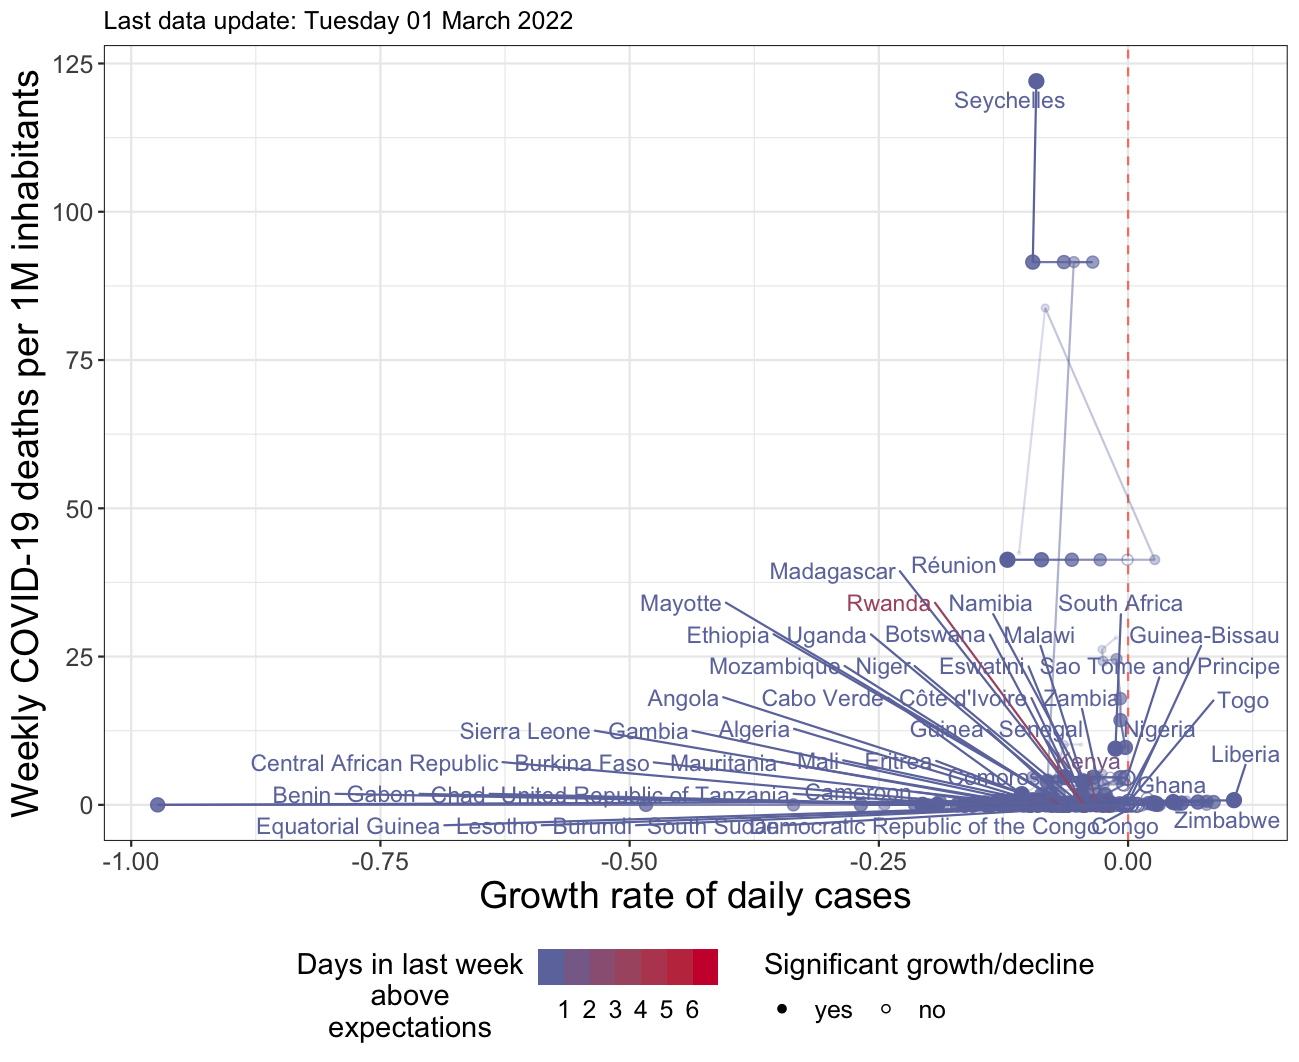 Last data update: Tuesday 01 March 2022
Weekly COVID-19 deaths per 1M inhabitants
125
100
75
50
25
0
Seychelles
Madagascar Réunion
Mayotte Rwanda Namibia South Africa
Ethiopia Uganda Botswana Malawi Guinea-Bissau
Mozambique Niger Eswatini Sao Tome and Principe
Angola Cabo Verde Côte d'Ivoire Zambia Togo
Sierra Leone Gambia Algeria Guinea Senegal Nigeria
Central African Republic Burkina Faso Mauritania Mali Eritrea Kenya Liberia
Comoros
Benin Gabon Chad United Republic of Tanzania Cameroon Ghana
Equatorial Guinea Lesotho Burundi South Sudan Democratic Republic of the Congo Congo Zimbabwe
-1.00 -0.75 -0.50 -0.25 0.00
Growth rate of daily cases
Days in last week
above
expectations
1 2 3 4 5 6
Significant growth/decline
yes no